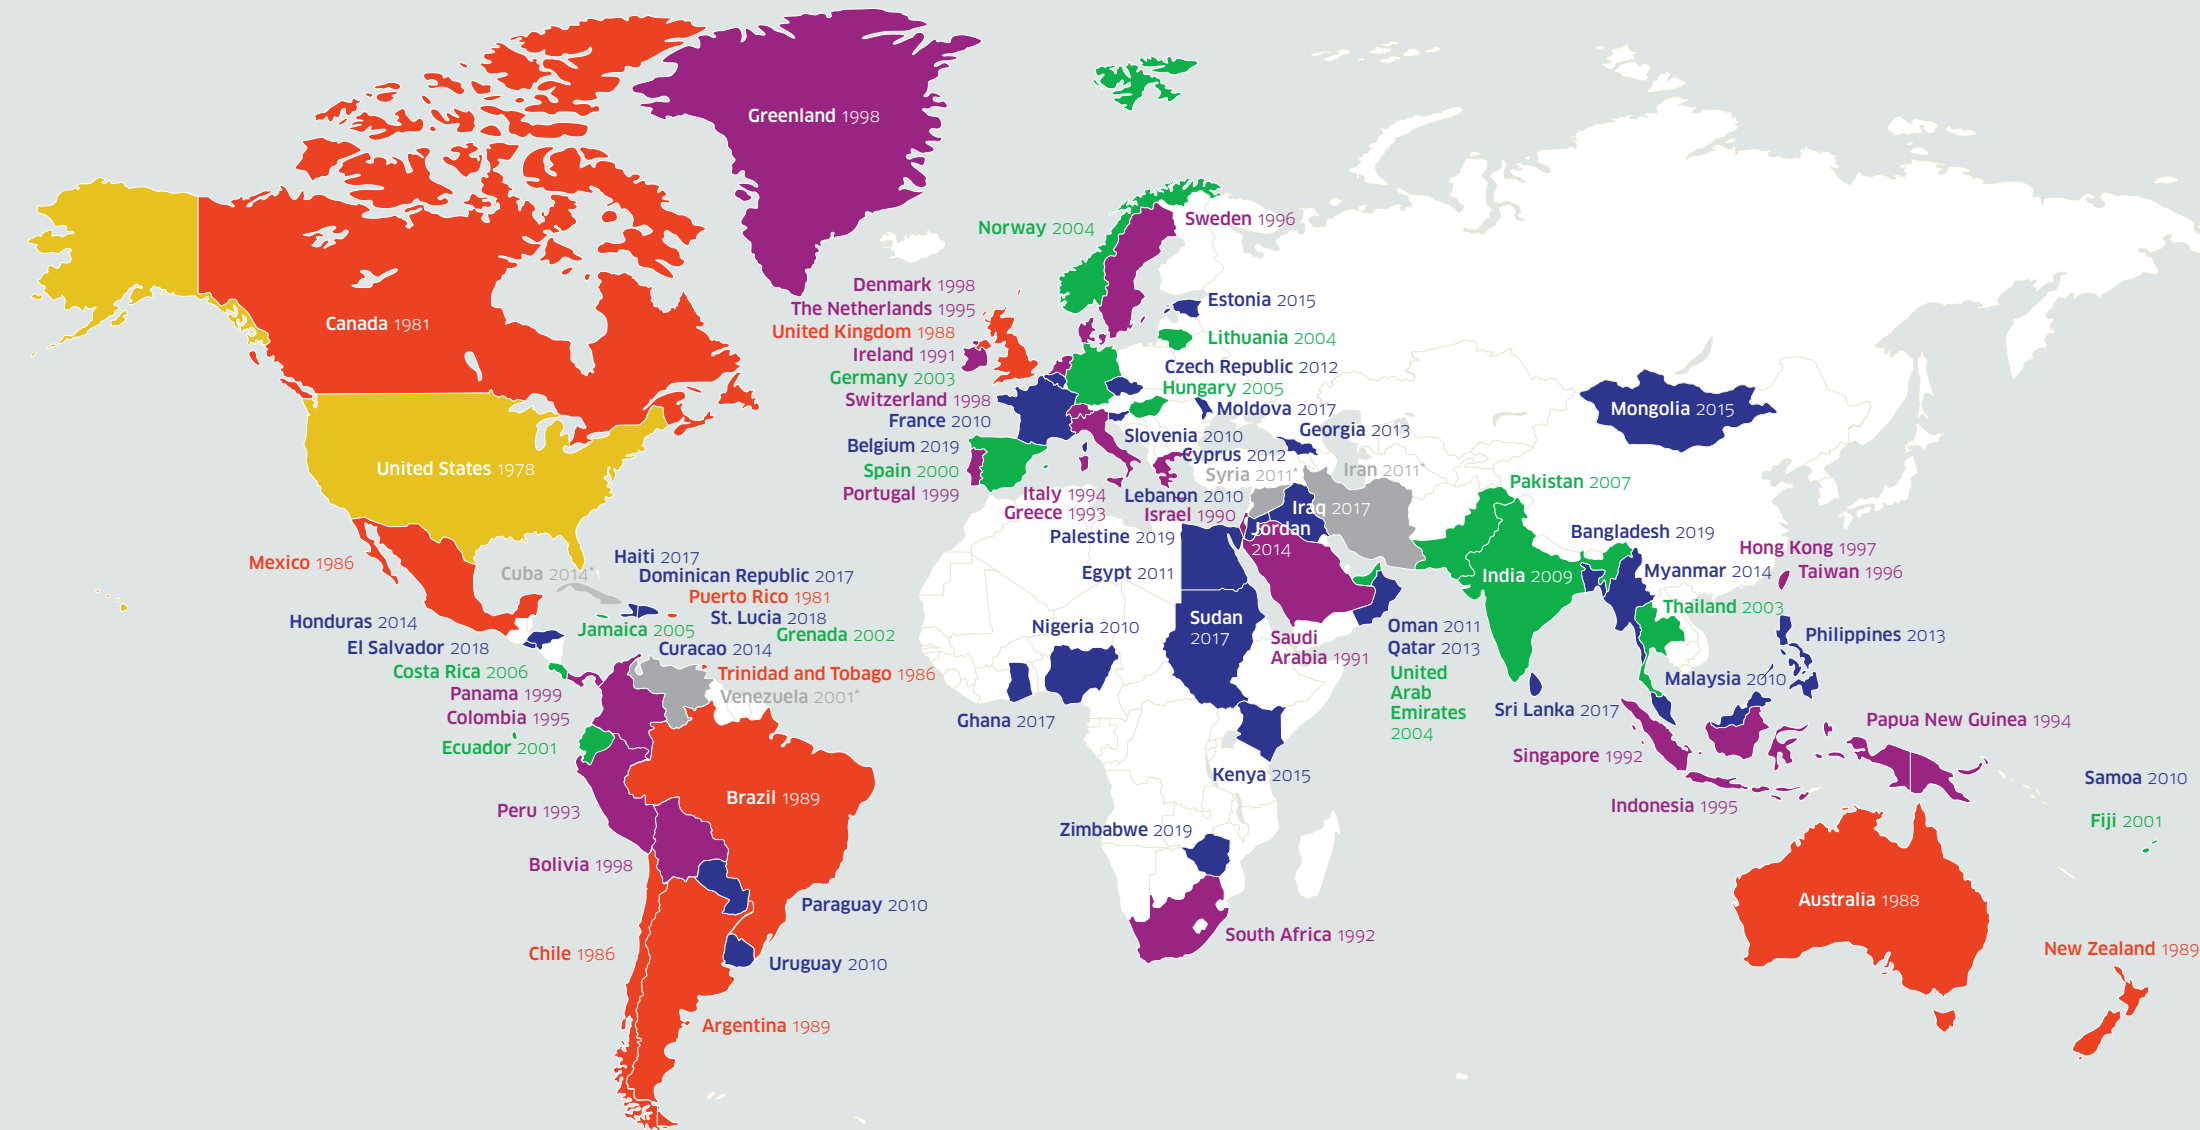 Greenland 1998
Sweden 1996
Norway 2004
Denmark 1998
Estonia 2015
The Netherlands 1995
Canada 1981
United Kingdom 1988
Lithuania 2004
Ireland 1991
Czech Republic 2012
Germany 2003
Hungary 2005
Switzerland 1998
Moldova 2017
Mongolia 2015
France 2010
Georgia 2013
Slovenia 2010
Belgium 2019
Cyprus 2012
United States 1978
Spain 2000
Syria 2011*
Iran 2011*
Pakistan 2007
Portugal 1999
Italy 1994
Lebanon 2010
Iraq 2017
Greece 1993
Israel 1990
Jordan
2014
Palestine 2019
Bangladesh 2019
Hong Kong 1997
Mexico 1986
Haiti 2017
Cuba 2014*
Egypt 2011
India 2009
Myanmar 2014
Taiwan 1996
Dominican Republic 2017
Puerto Rico 1981
Thailand 2003
St. Lucia 2018
Honduras 2014
Jamaica 2005
Grenada 2002
Nigeria 2010
Sudan
2017
Oman 2011
Philippines 2013
El Salvador 2018
Curacao 2014
Saudi
Arabia 1991
Qatar 2013
Costa Rica 2006
Trinidad and Tobago 1986
United
Arab
Emirates
2004
Malaysia 2010
Panama 1999
Venezuela 2001*
Colombia 1995
Ghana 2017
Sri Lanka 2017
Papua New Guinea 1994
Ecuador 2001
Singapore 1992
Kenya 2015
Samoa 2010
Brazil 1989
Indonesia 1995
Peru 1993
Fiji 2001
Zimbabwe 2019
Bolivia 1998
Australia 1988
Paraguay 2010
South Africa 1992
Chile 1986
New Zealand 1989
Uruguay 2010
Argentina 1989